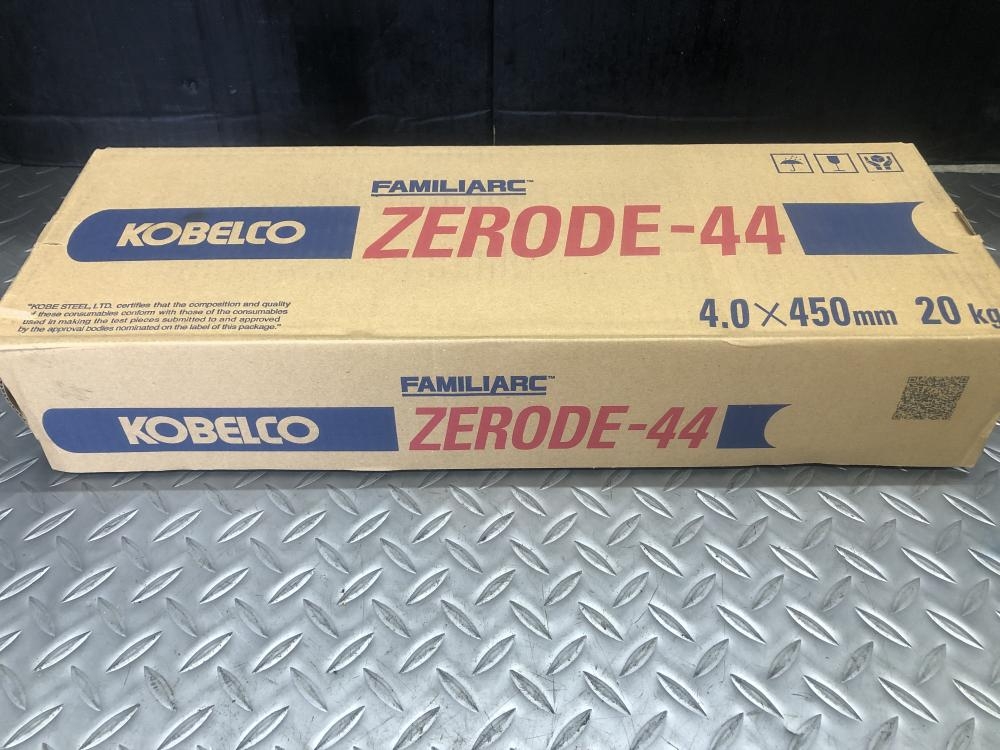 FAMILIARC™
KOBELCO ZERODE-44
"KOBE STEEL, LTD. certifies that the composition and quality
of these consumables conform with those of the consumables
used in making the test pieces submitted to and approved
by the approval bodies nominated on the label of this package."
4.0×450mm 20 kg
FAMILIARC™
KOBELCO ZERODE-44